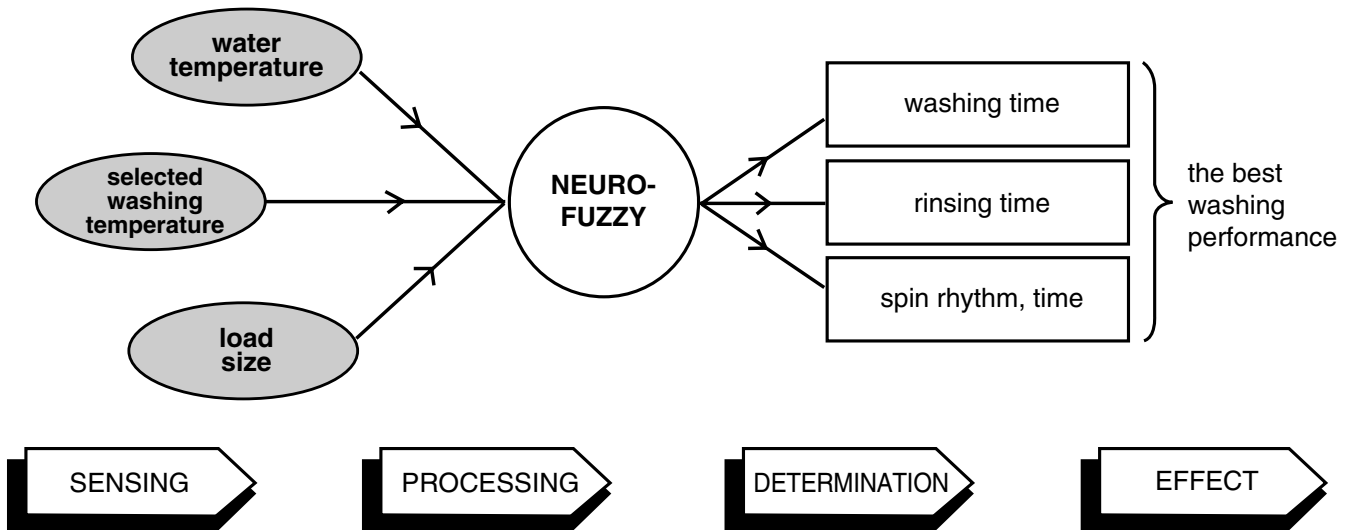 water
temperature
selected
washing
temperature
load
size
NEURO-
FUZZY
washing time
rinsing time
spin rhythm, time
the best
washing
performance
SENSING
PROCESSING
DETERMINATION
EFFECT